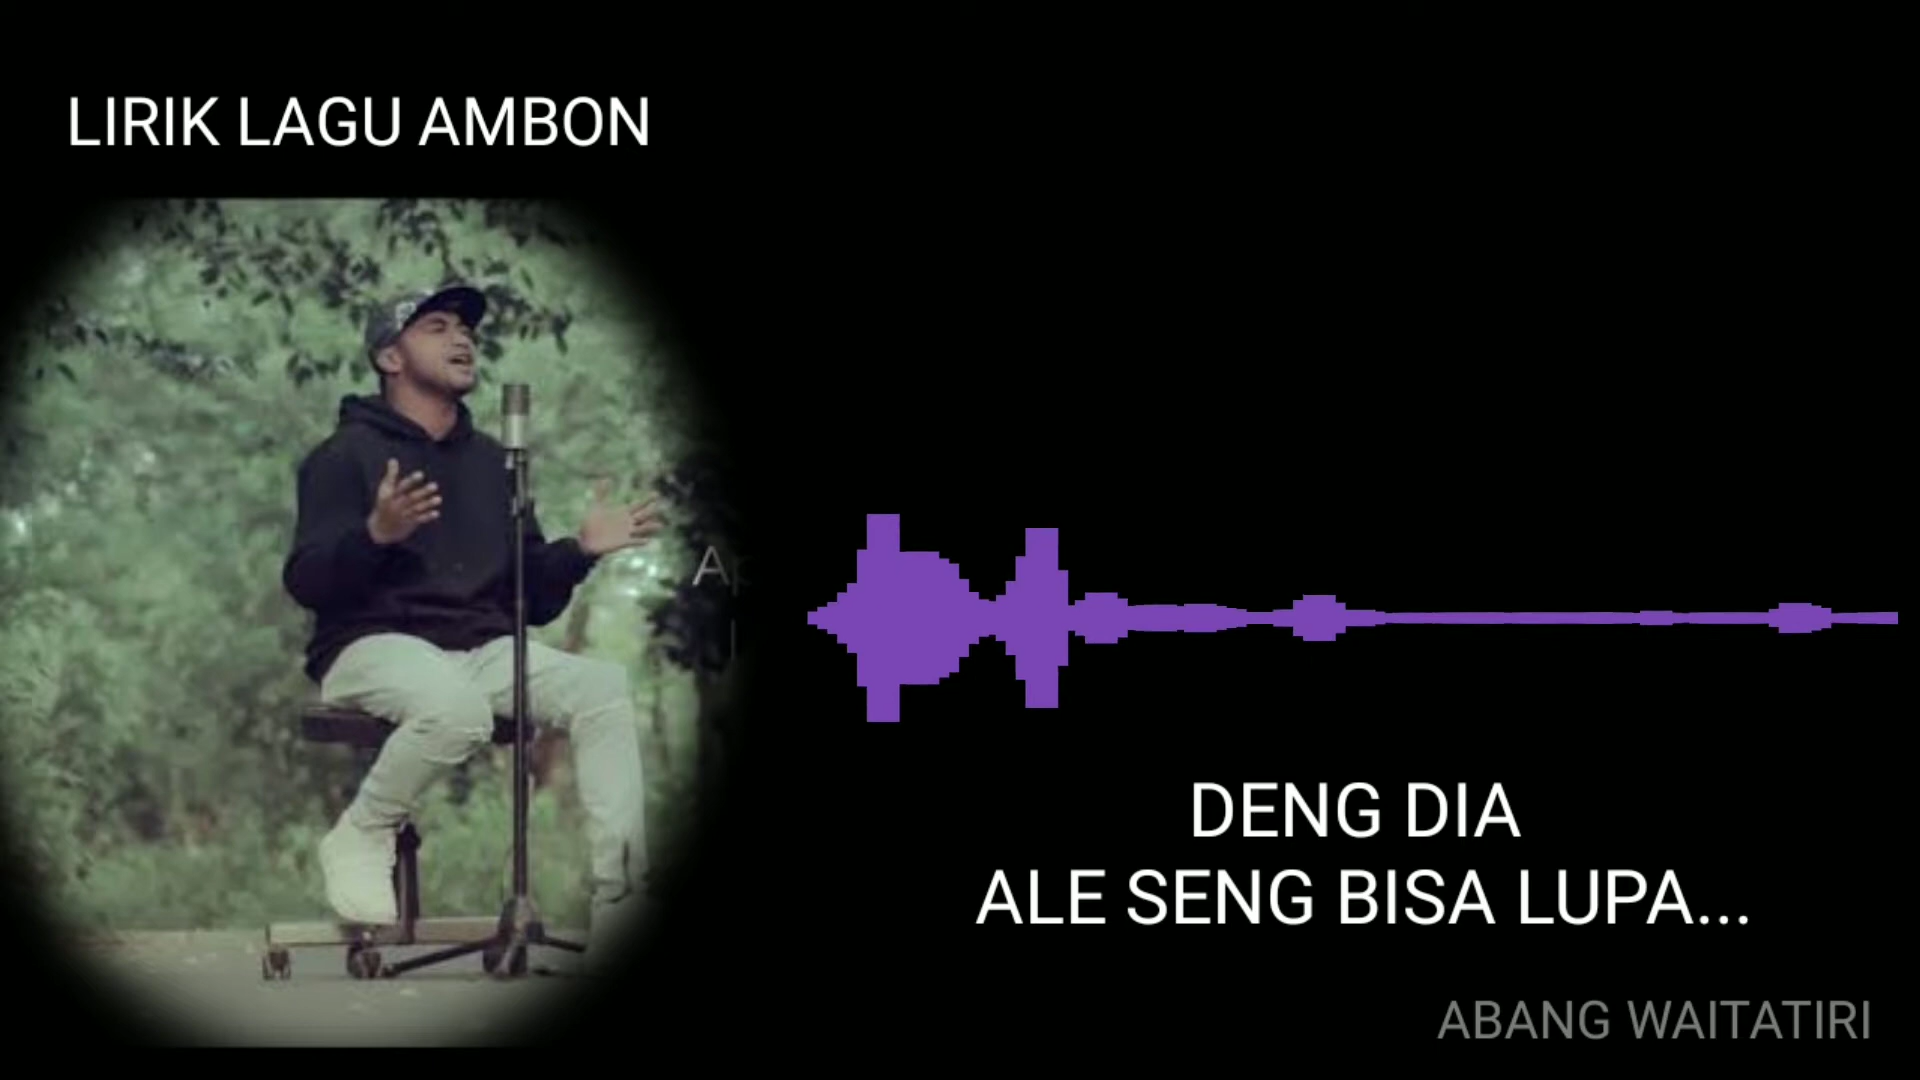 LIRIK LAGU AMBON
DENG DIA
ALE SENG BISA LUPA...
ABANG WAITATIRI